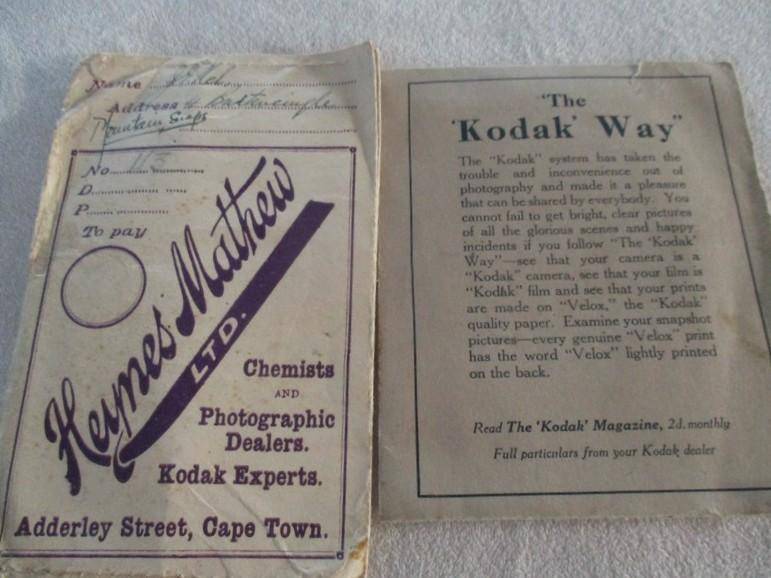 Name
Address
Mountain Snaps
No. 113
D.
P.
To pay
Heynes Mathew
LTD.
Chemists
AND
Photographic
Dealers.
Kodak Experts.
Adderley Street, Cape Town.
"The
'Kodak' Way"
The "Kodak" system has taken the
trouble and inconvenience out of
photography and made it a pleasure
that can be shared by everybody. You
cannot fail to get bright, clear pictures
of all the glorious scenes and happy
incidents if you follow "The 'Kodak'
Way"—see that your camera is a
"Kodak" camera, see that your film is
"Kodak" film and see that your prints
are made on "Velox," the "Kodak"
quality paper. Examine your snapshot
pictures—every genuine "Velox" print
has the word "Velox" lightly printed
on the back.
Read The 'Kodak' Magazine, 2d. monthly
Full particulars from your Kodak dealer